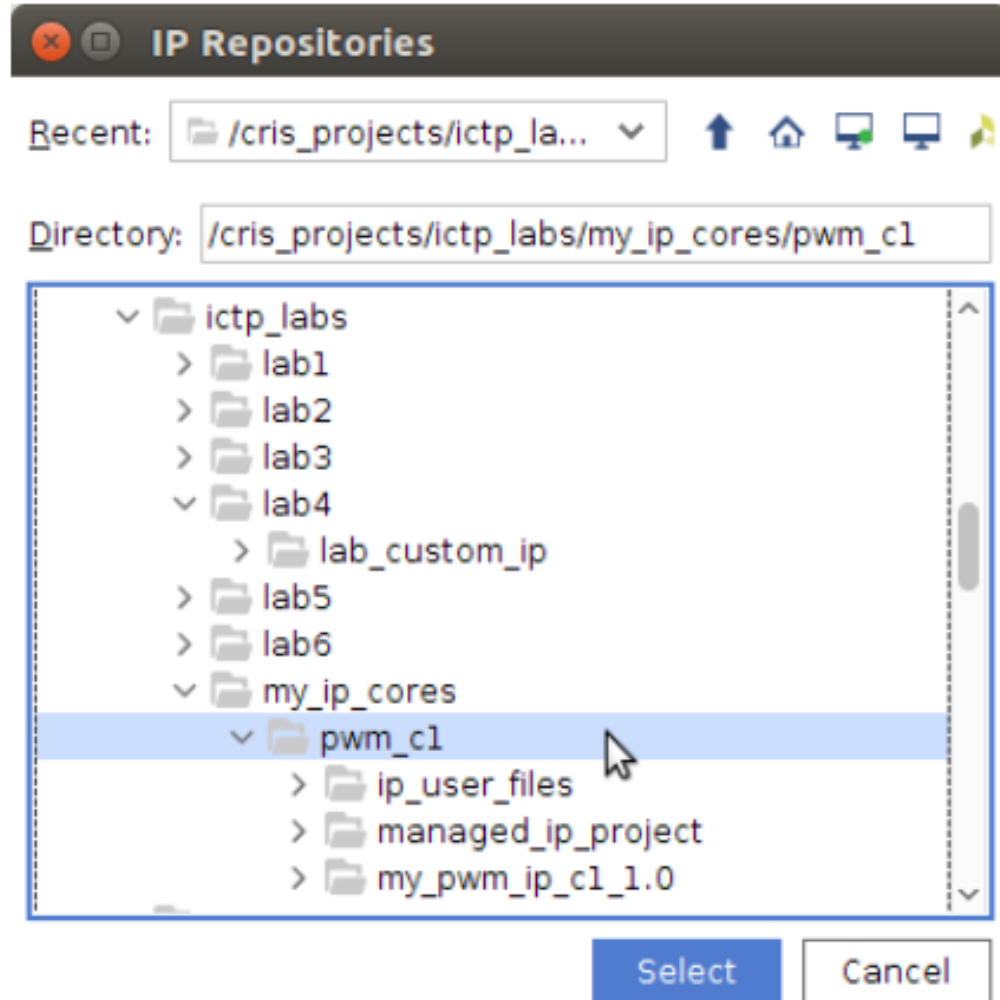 IP Repositories
Recent: /cris_projects/ictp_la...
Directory: /cris_projects/ictp_labs/my_ip_cores/pwm_c1
ictp_labs
lab1
lab2
lab3
lab4
lab_custom_ip
lab5
lab6
my_ip_cores
pwm_c1
ip_user_files
managed_ip_project
my_pwm_ip_c1_1.0
Select Cancel